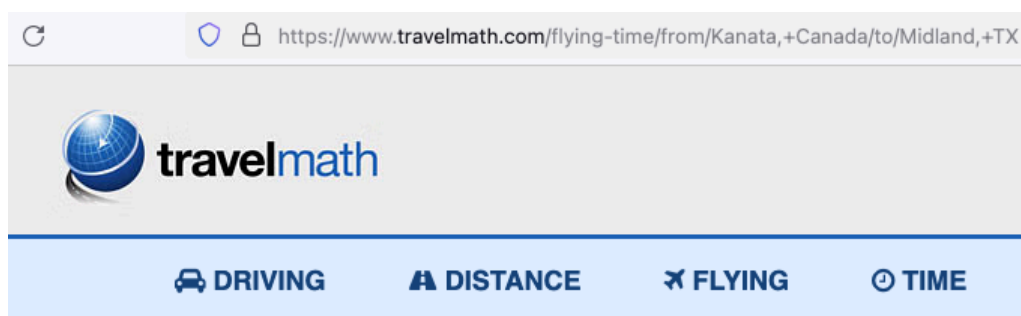 https://www.travelmath.com/flying-time/from/Kanata,+Canada/to/Midland,+TX
travelmath
DRIVING DISTANCE FLYING TIME